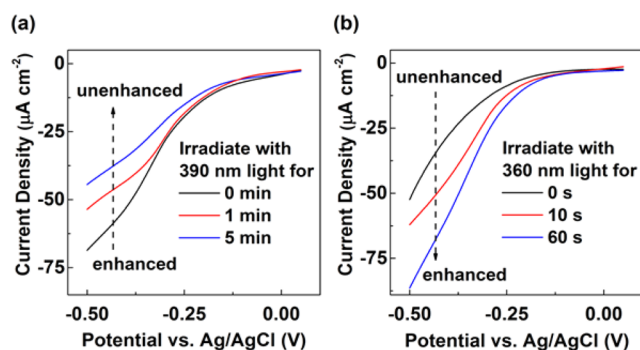 (a)
Current Density (μA cm⁻²)
0
-25
-50
-75
unenhanced
enhanced
Irradiate with
390 nm light for
0 min
1 min
5 min
-0.50
-0.25
0.00
Potential vs. Ag/AgCl (V)
(b)
Current Density (μA cm⁻²)
0
-25
-50
-75
unenhanced
enhanced
Irradiate with
360 nm light for
0 s
10 s
60 s
-0.50
-0.25
0.00
Potential vs. Ag/AgCl (V)